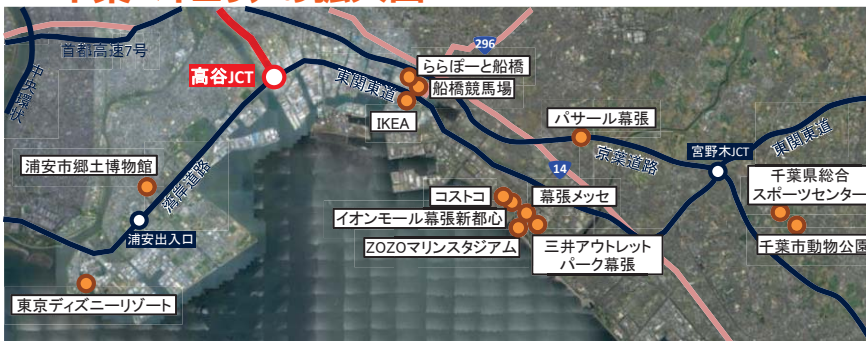 首都高速7号
中央環状
高谷JCT
東関東道
296
ららぽーと船橋
船橋競馬場
IKEA
パサール幕張
京葉道路
宮野木JCT
東関東道
14
浦安市郷土博物館
湾岸道路
浦安出入口
東京ディズニーリゾート
コストコ
幕張メッセ
イオンモール幕張新都心
ZOZOマリンスタジアム
三井アウトレット
パーク幕張
千葉県総合
スポーツセンター
千葉市動物公園